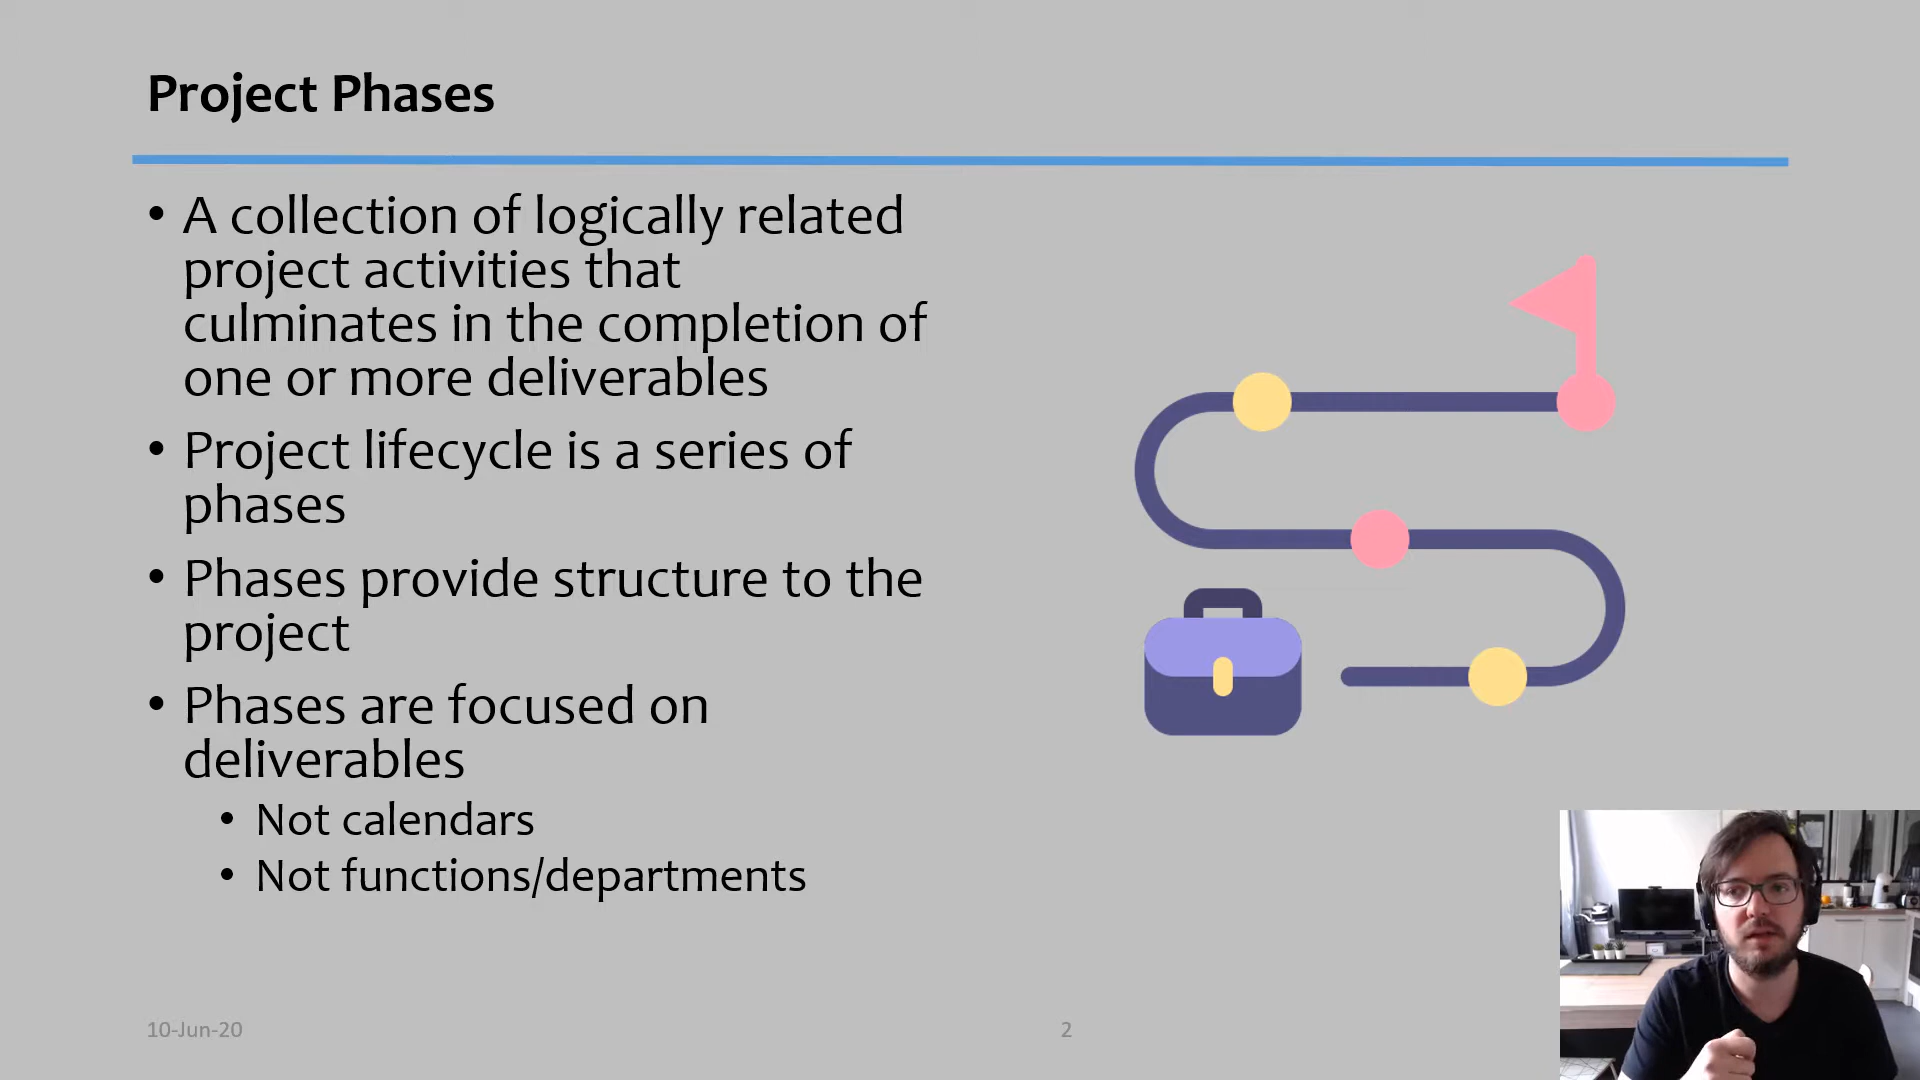 Project Phases
• A collection of logically related
project activities that
culminates in the completion of
one or more deliverables
• Project lifecycle is a series of
phases
• Phases provide structure to the
project
• Phases are focused on
deliverables
• Not calendars
• Not functions/departments
10-Jun-20
2